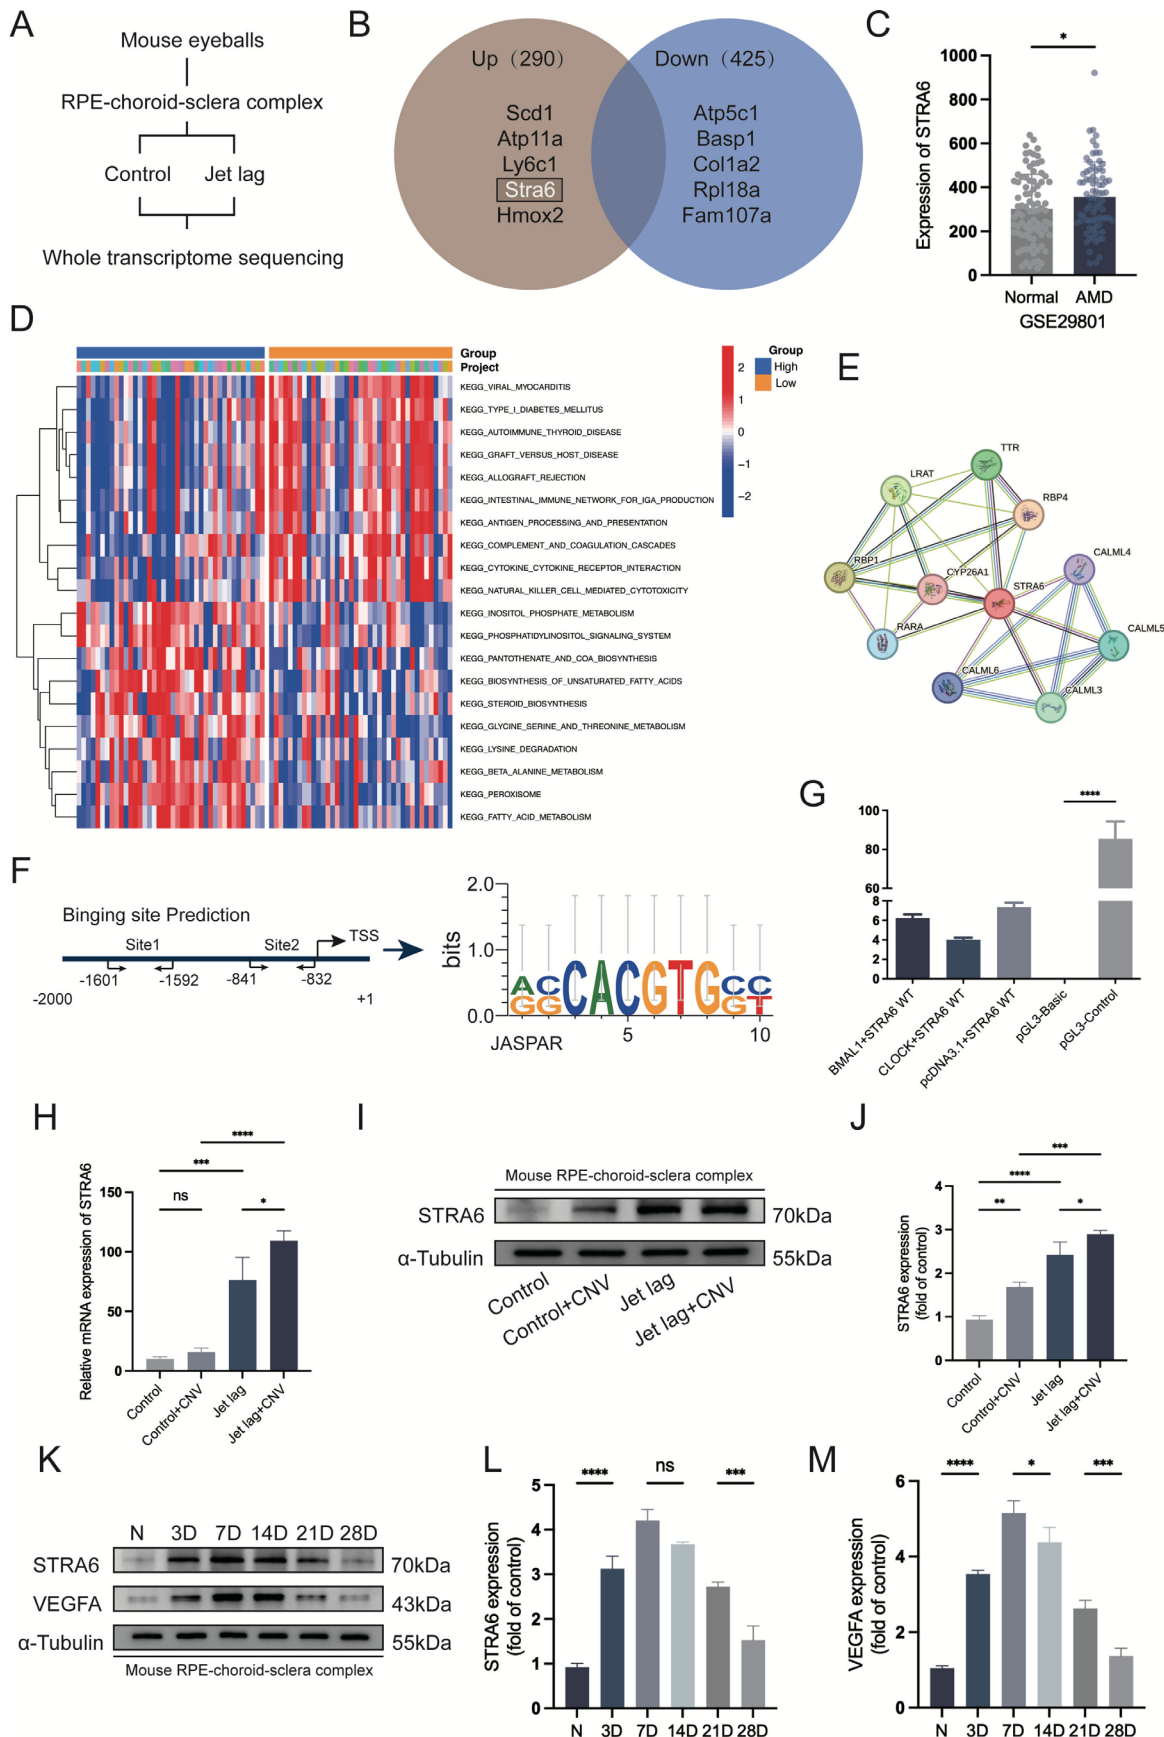 A
Mouse eyeballs
RPE-choroid-sclera complex
Control
Jet lag
Whole transcriptome sequencing
B
Up（290）
Down（425）
Scd1
Atp11a
Ly6c1
Stra6
Hmox2
Atp5c1
Basp1
Col1a2
Rpl18a
Fam107a
C
*
Expression of STRA6
1000
800
600
400
200
0
Normal
AMD
GSE29801
D
Group
Project
KEGG_VIRAL_MYOCARDITIS
KEGG_TYPE_I_DIABETES_MELLITUS
KEGG_AUTOIMMUNE_THYROID_DISEASE
KEGG_GRAFT_VERSUS_HOST_DISEASE
KEGG_ALLOGRAFT_REJECTION
KEGG_INTESTINAL_IMMUNE_NETWORK_FOR_IGA_PRODUCTION
KEGG_ANTIGEN_PROCESSING_AND_PRESENTATION
KEGG_COMPLEMENT_AND_COAGULATION_CASCADES
KEGG_CYTOKINE_CYTOKINE_RECEPTOR_INTERACTION
KEGG_NATURAL_KILLER_CELL_MEDIATED_CYTOTOXICITY
KEGG_INOSITOL_PHOSPHATE_METABOLISM
KEGG_PHOSPHATIDYLINOSITOL_SIGNALING_SYSTEM
KEGG_PANTOTHENATE_AND_COA_BIOSYNTHESIS
KEGG_BIOSYNTHESIS_OF_UNSATURATED_FATTY_ACIDS
KEGG_STEROID_BIOSYNTHESIS
KEGG_GLYCINE_SERINE_AND_THREONINE_METABOLISM
KEGG_LYSINE_DEGRADATION
KEGG_BETA_ALANINE_METABOLISM
KEGG_PEROXISOME
KEGG_FATTY_ACID_METABOLISM
2
1
0
-1
-2
Group
High
Low
E
TTR
LRAT
RBP4
RBP1
CYP26A1
CALML4
STRA6
RARA
CALML5
CALML6
CALML3
F
Binging site Prediction
Site1
Site2
TSS
-1601
-1592
-841
-832
-2000
+1
bits
2.0
1.0
0.0
A C C A C G T G C C
G G G T
5
10
JASPAR
G
****
100
80
60
8
6
4
2
0
BMAL1+STRA6 WT
CLOCK+STRA6 WT
pcDNA3.1+STRA6 WT
pGL3-Basic
pGL3-Control
H
****
***
ns
*
Relative mRNA expression of STRA6
150
100
50
0
Control
Control+CNV
Jet lag
Jet lag+CNV
I
Mouse RPE-choroid-sclera complex
STRA6
70kDa
α-Tubulin
55kDa
Control
Control+CNV
Jet lag
Jet lag+CNV
J
***
****
**
*
STRA6 expression
(fold of control)
4
3
2
1
0
Control
Control+CNV
Jet lag
Jet lag+CNV
K
N 3D 7D 14D 21D 28D
STRA6
70kDa
VEGFA
43kDa
α-Tubulin
55kDa
Mouse RPE-choroid-sclera complex
L
****
ns
***
STRA6 expression
(fold of control)
5
4
3
2
1
0
N 3D 7D 14D 21D 28D
M
****
*
***
VEGFA expression
(fold of control)
6
4
2
0
N 3D 7D 14D 21D 28D